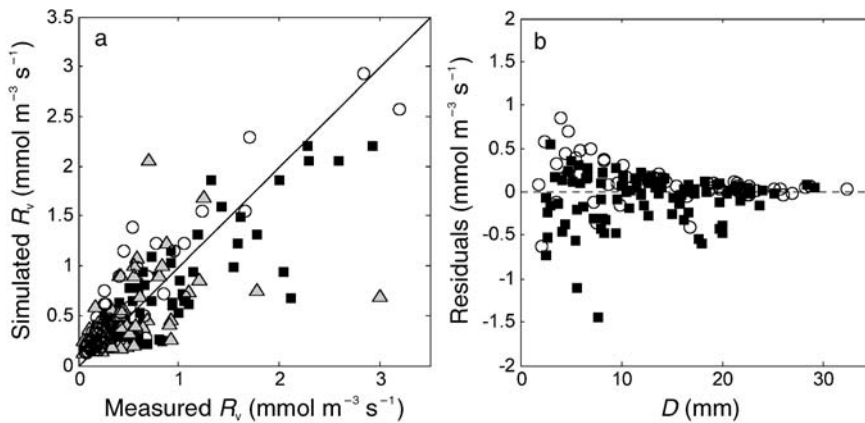 a
3.5
3
2.5
2
1.5
1
0.5
0
0 1 2 3
Simulated Rᵥ (mmol m⁻³ s⁻¹)
Measured Rᵥ (mmol m⁻³ s⁻¹)
b
2
1.5
1
0.5
0
-0.5
-1
-1.5
-2
0 10 20 30
Residuals (mmol m⁻³ s⁻¹)
D (mm)